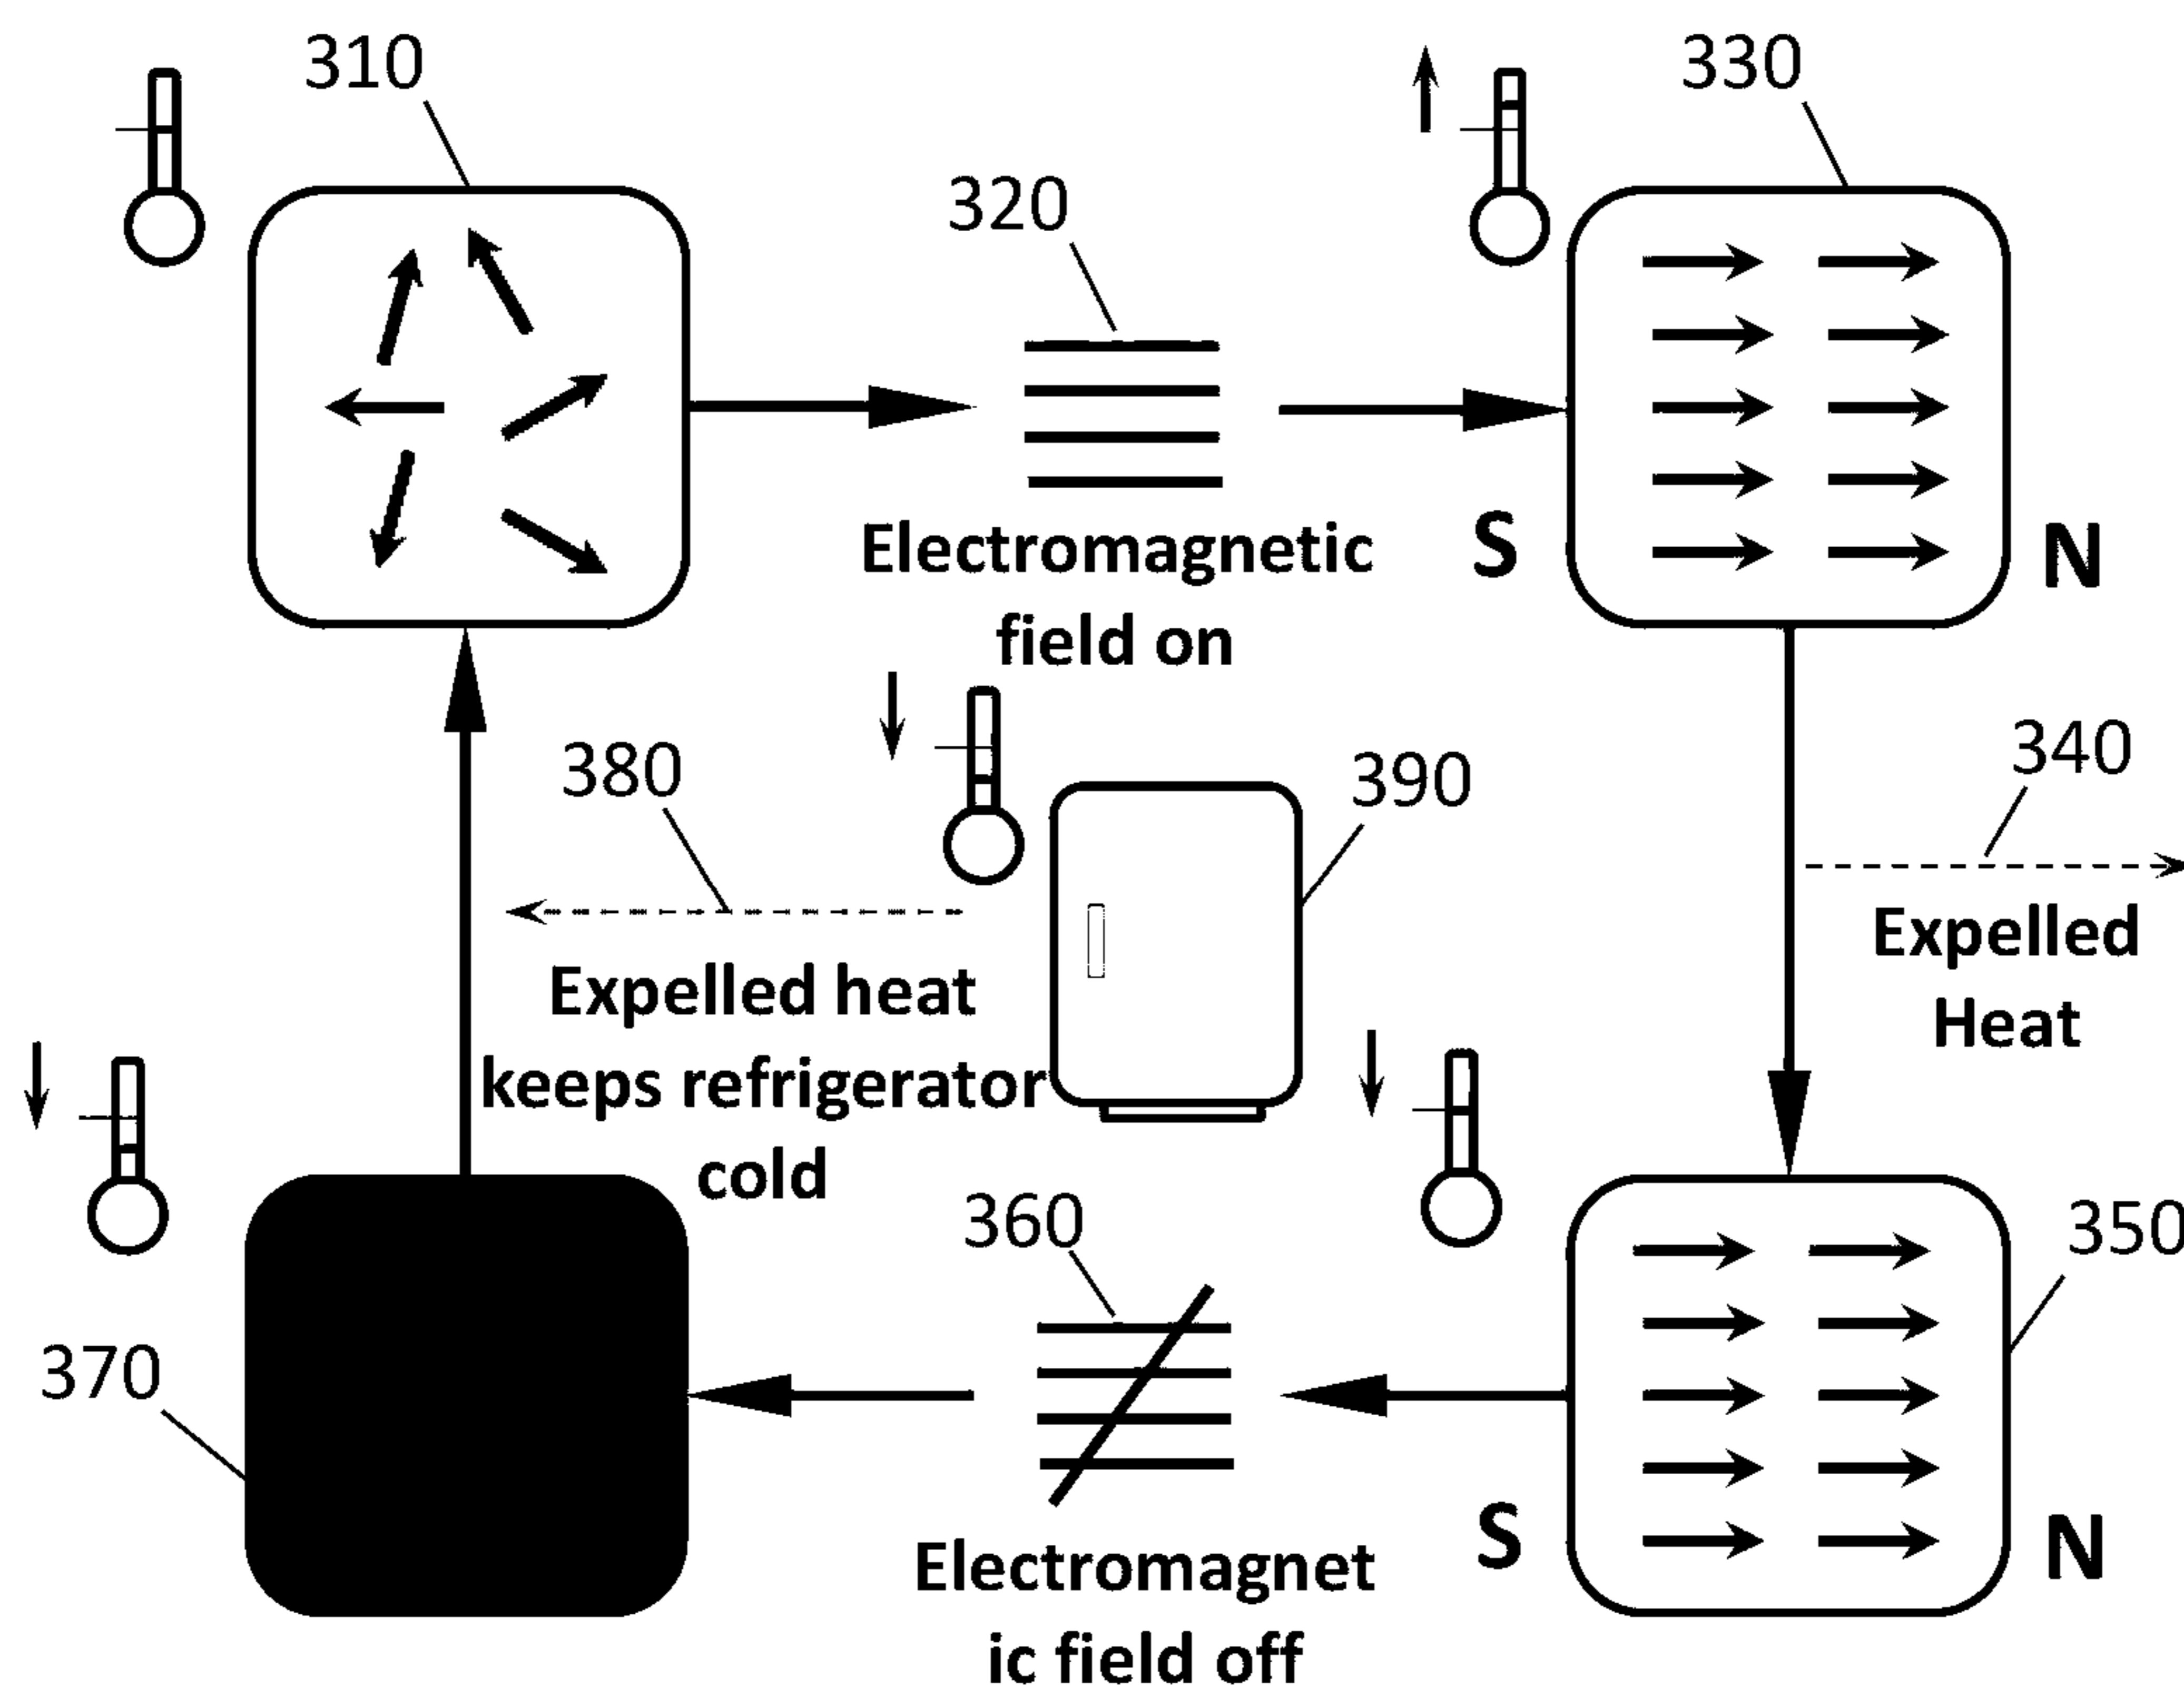 310
330
320
Electromagnetic
field on
S
N
380
390
340
Expelled heat
keeps refrigerator
cold
Expelled
Heat
360
350
370
S
N
Electromagnet
ic field off